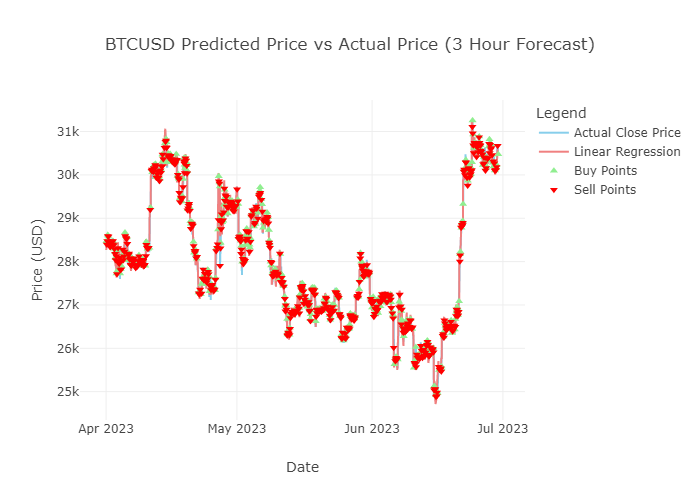 BTCUSD Predicted Price vs Actual Price (3 Hour Forecast)
Legend
Actual Close Price
Linear Regression
Buy Points
Sell Points
Price (USD)
31k
30k
29k
28k
27k
26k
25k
Apr 2023
May 2023
Jun 2023
Jul 2023
Date